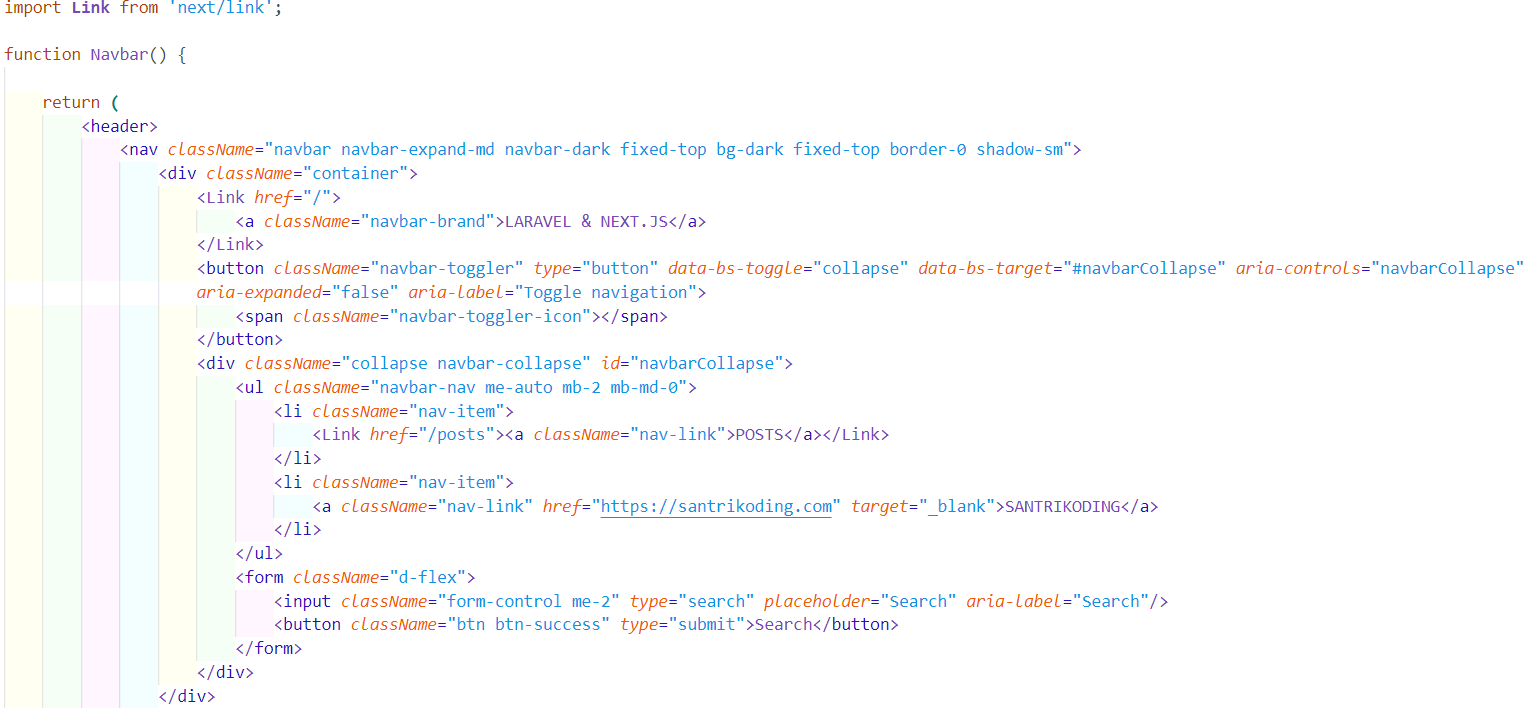 import Link from 'next/link';
function Navbar() {
return (
<header>
<nav className="navbar navbar-expand-md navbar-dark fixed-top bg-dark fixed-top border-0 shadow-sm">
<div className="container">
<Link href="/">
<a className="navbar-brand">LARAVEL & NEXT.JS</a>
</Link>
<button className="navbar-toggler" type="button" data-bs-toggle="collapse" data-bs-target="#navbarCollapse" aria-controls="navbarCollapse"
aria-expanded="false" aria-label="Toggle navigation">
<span className="navbar-toggler-icon"></span>
</button>
<div className="collapse navbar-collapse" id="navbarCollapse">
<ul className="navbar-nav me-auto mb-2 mb-md-0">
<li className="nav-item">
<Link href="/posts"><a className="nav-link">POSTS</a></Link>
</li>
<li className="nav-item">
<a className="nav-link" href="https://santrikoding.com" target="_blank">SANTRIKODING</a>
</li>
</ul>
<form className="d-flex">
<input className="form-control me-2" type="search" placeholder="Search" aria-label="Search"/>
<button className="btn btn-success" type="submit">Search</button>
</form>
</div>
</div>